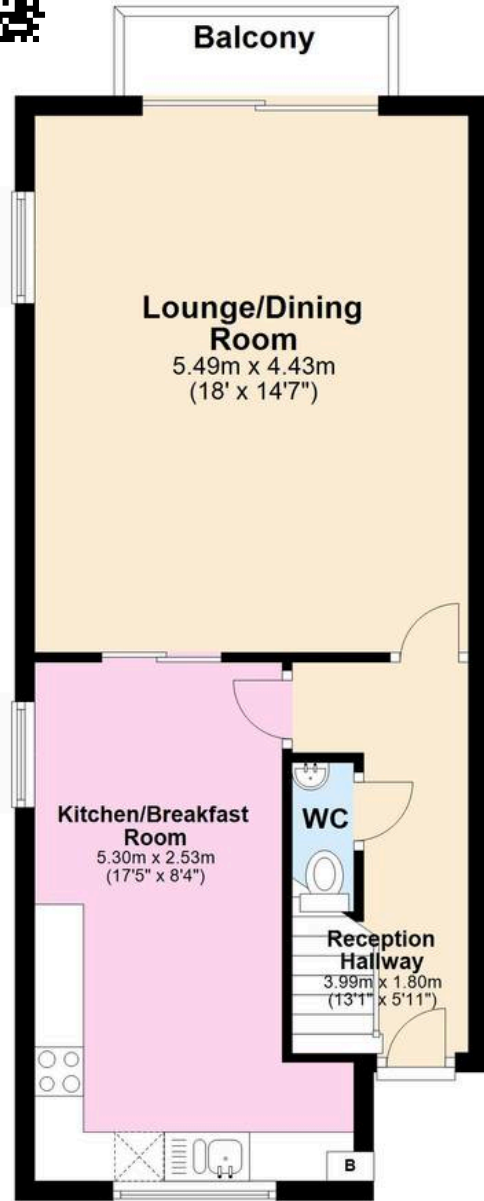 Balcony
Lounge/Dining
Room
5.49m x 4.43m
(18' x 14'7")
Kitchen/Breakfast
Room
5.30m x 2.53m
(17'5" x 8'4")
WC
Reception
Hallway
3.99m x 1.80m
(13'1" x 5'11")
B